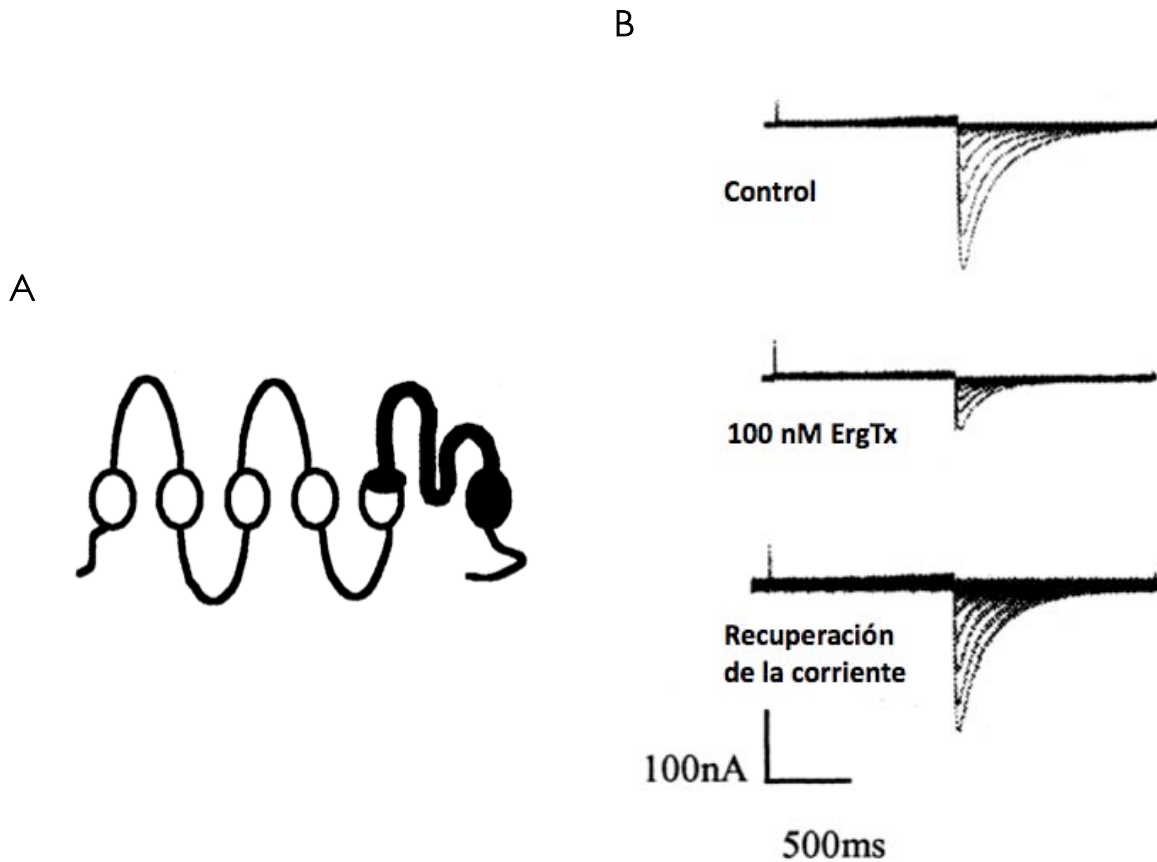 A
B
Control
100 nM ErgTx
Recuperación
de la corriente
100nA
500ms